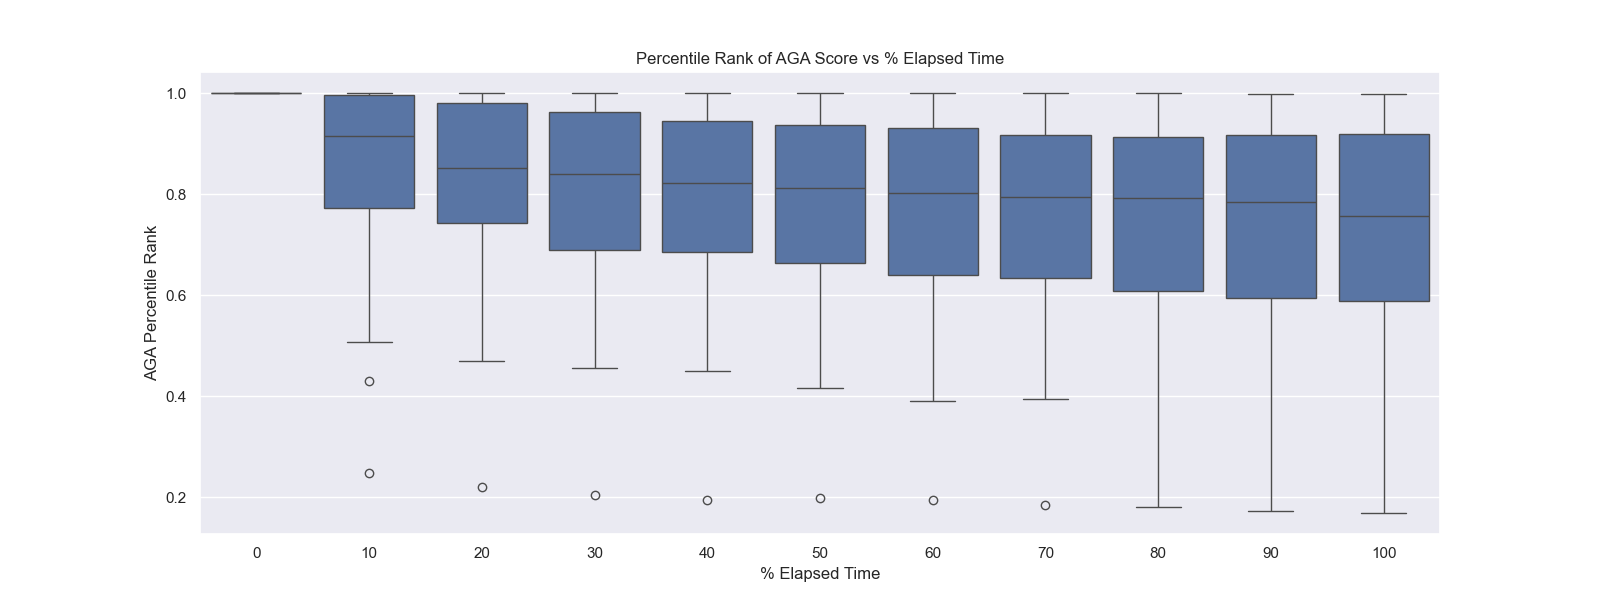 Percentile Rank of AGA Score vs % Elapsed Time
1.0
0.8
0.6
0.4
0.2
AGA Percentile Rank
0 10 20 30 40 50 60 70 80 90 100
% Elapsed Time